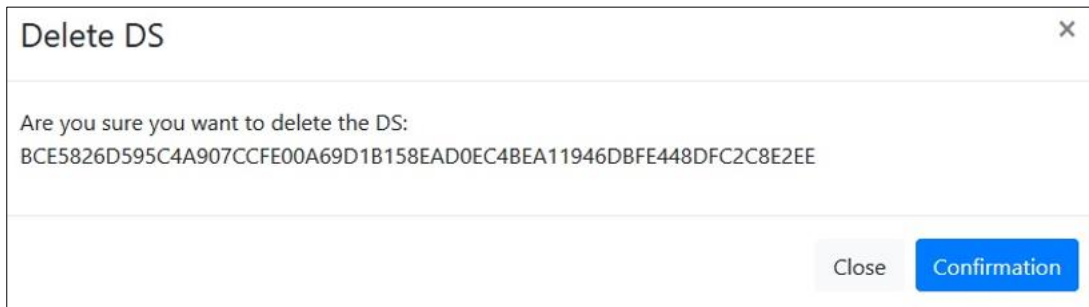 Delete DS
×
Are you sure you want to delete the DS:
BCE5826D595C4A907CCFE00A69D1B158EAD0EC4BEA11946DBFE448DFC2C8E2EE
Close
Confirmation